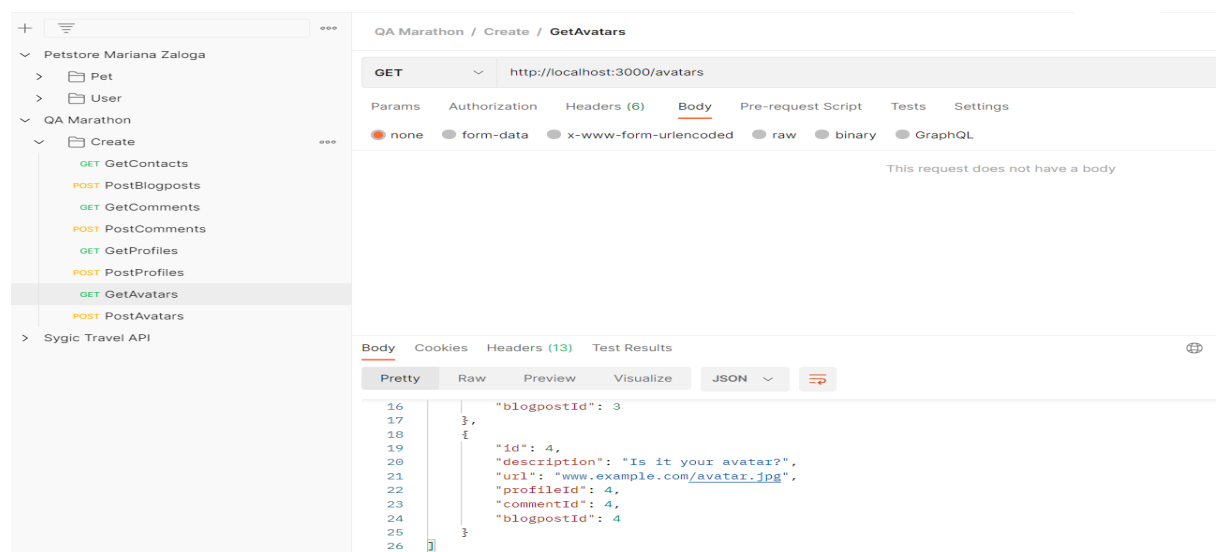 QA Marathon / Create / GetAvatars
Petstore Mariana Zaloga
Pet
User
QA Marathon
Create
GET GetContacts
POST PostBlogposts
GET GetComments
POST PostComments
GET GetProfiles
POST PostProfiles
GET GetAvatars
POST PostAvatars
Sygic Travel API
GET http://localhost:3000/avatars
Params Authorization Headers (6) Body Pre-request Script Tests Settings
none form-data x-www-form-urlencoded raw binary GraphQL
This request does not have a body
Body Cookies Headers (13) Test Results
Pretty Raw Preview Visualize JSON
16 "blogpostId": 3
17 },
18 {
19 "id": 4,
20 "description": "Is it your avatar?",
21 "url": "www.example.com/avatar.jpg",
22 "profileId": 4,
23 "commentId": 4,
24 "blogpostId": 4
25 }
26 ]